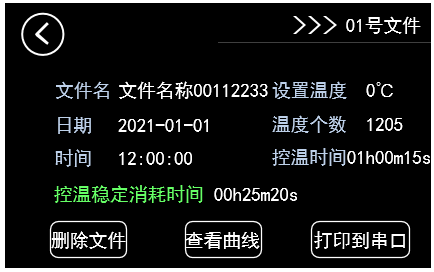 >>> 01号文件
文件名 文件名称00112233 设置温度 0℃
日期 2021-01-01 温度个数 1205
时间 12:00:00 控温时间01h00m15s
控温稳定消耗时间 00h25m20s
删除文件 查看曲线 打印到串口